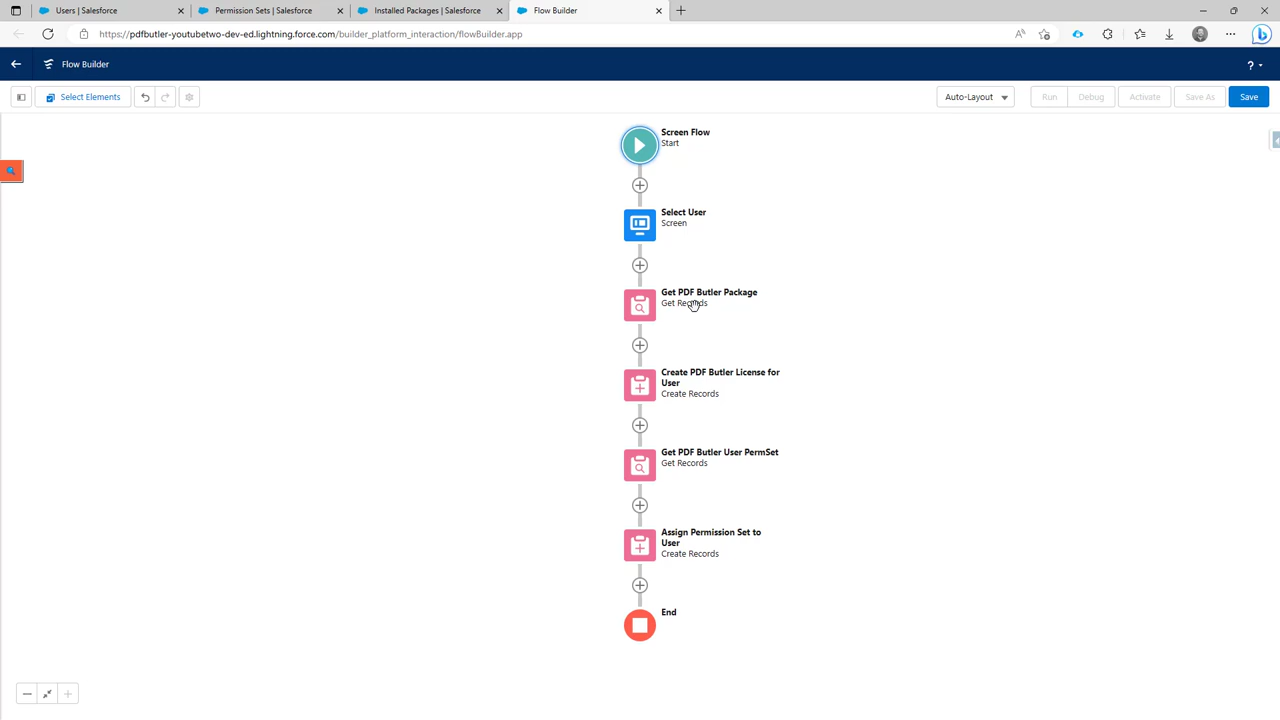 Users | Salesforce
Permission Sets | Salesforce
Installed Packages | Salesforce
Flow Builder
https://pdfbutler-youtubetwo-dev-ed.lightning.force.com/builder_platform_interaction/flowBuilder.app
Flow Builder
?
Select Elements
Auto-Layout
Run
Debug
Activate
Save As
Save
Screen Flow
Start
Select User
Screen
Get PDF Butler Package
Get Records
Create PDF Butler License for
User
Create Records
Get PDF Butler User PermSet
Get Records
Assign Permission Set to
User
Create Records
End